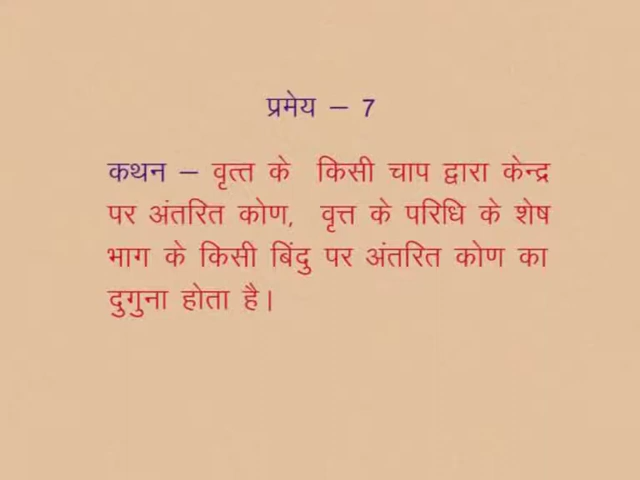 प्रमेय – 7
कथन – वृत्त के किसी चाप द्वारा केन्द्र
पर अंतरित कोण, वृत्त के परिधि के शेष
भाग के किसी बिंदु पर अंतरित कोण का
दुगुना होता है।